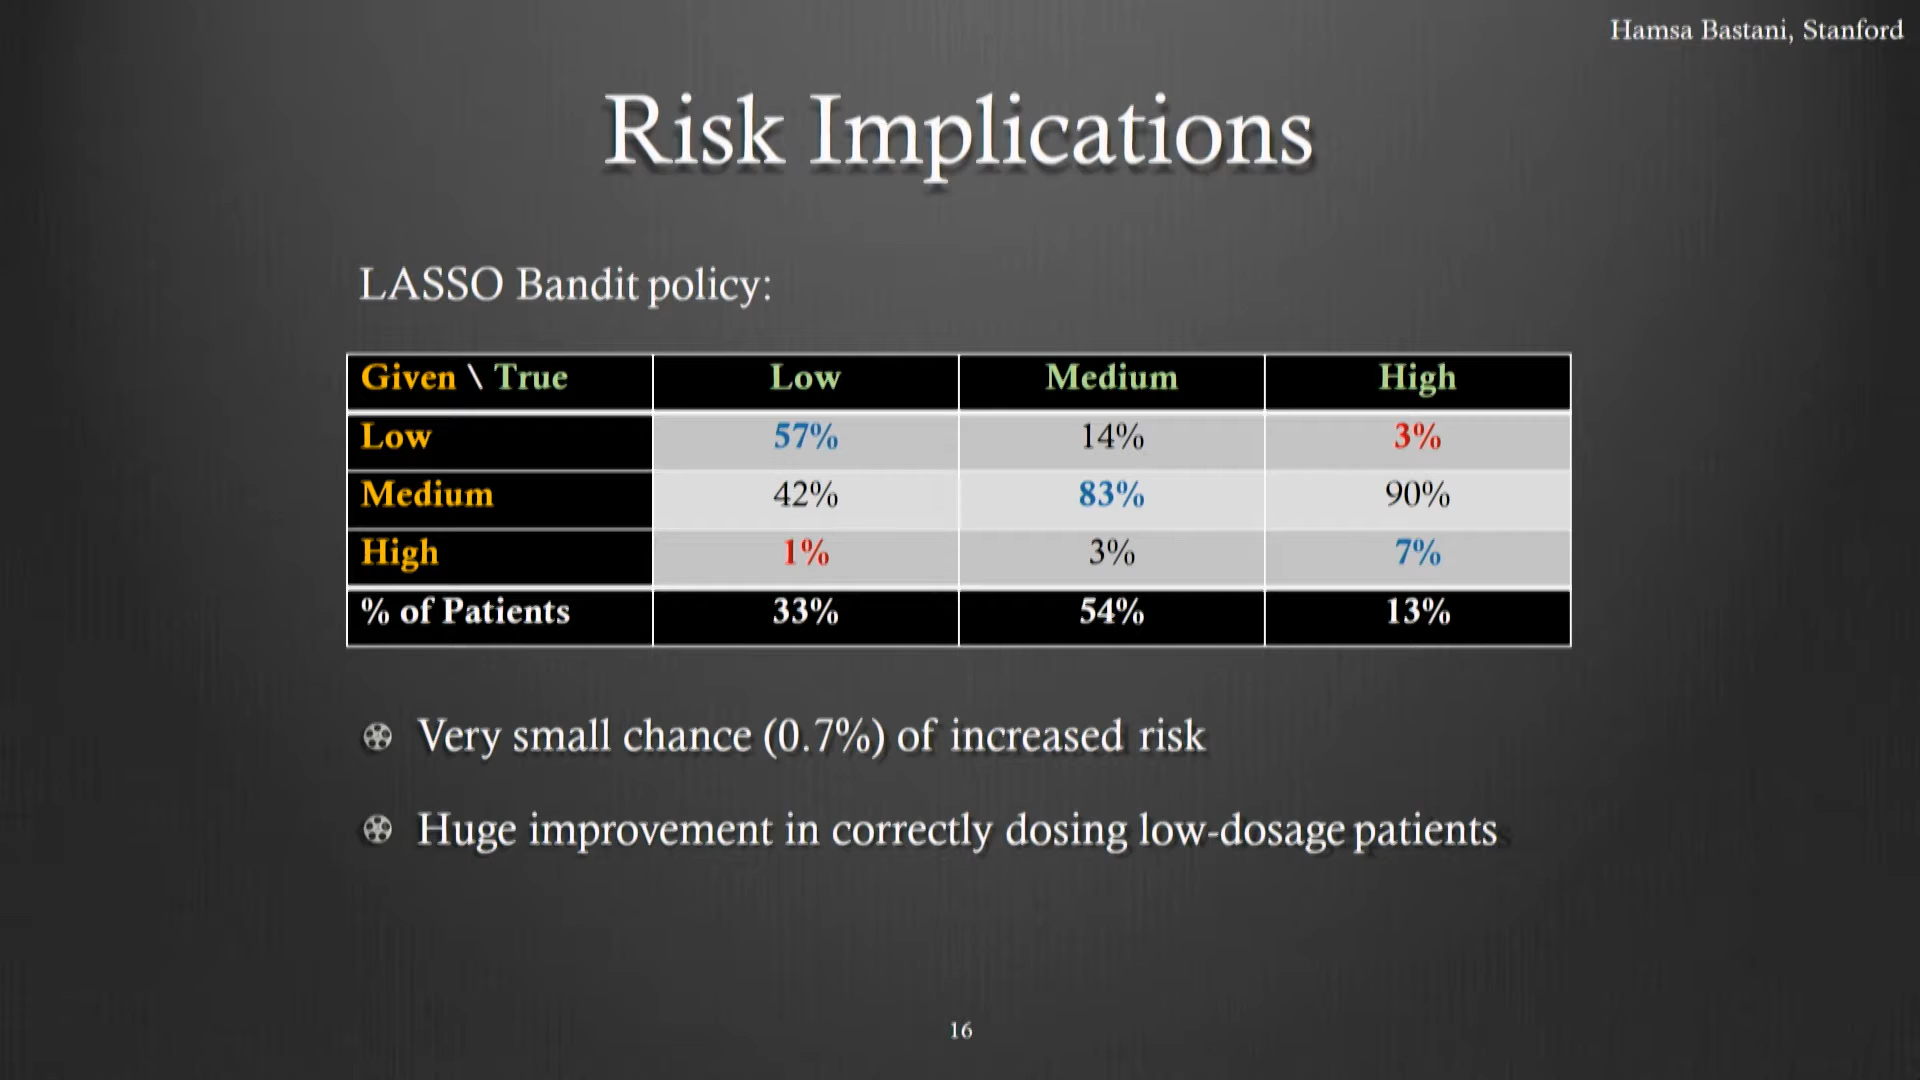 Hamsa Bastani, Stanford
Risk Implications
LASSO Bandit policy:
Given \ True Low Medium High
Low 57% 14% 3%
Medium 42% 83% 90%
High 1% 3% 7%
% of Patients 33% 54% 13%
Very small chance (0.7%) of increased risk
Huge improvement in correctly dosing low-dosage patients
16